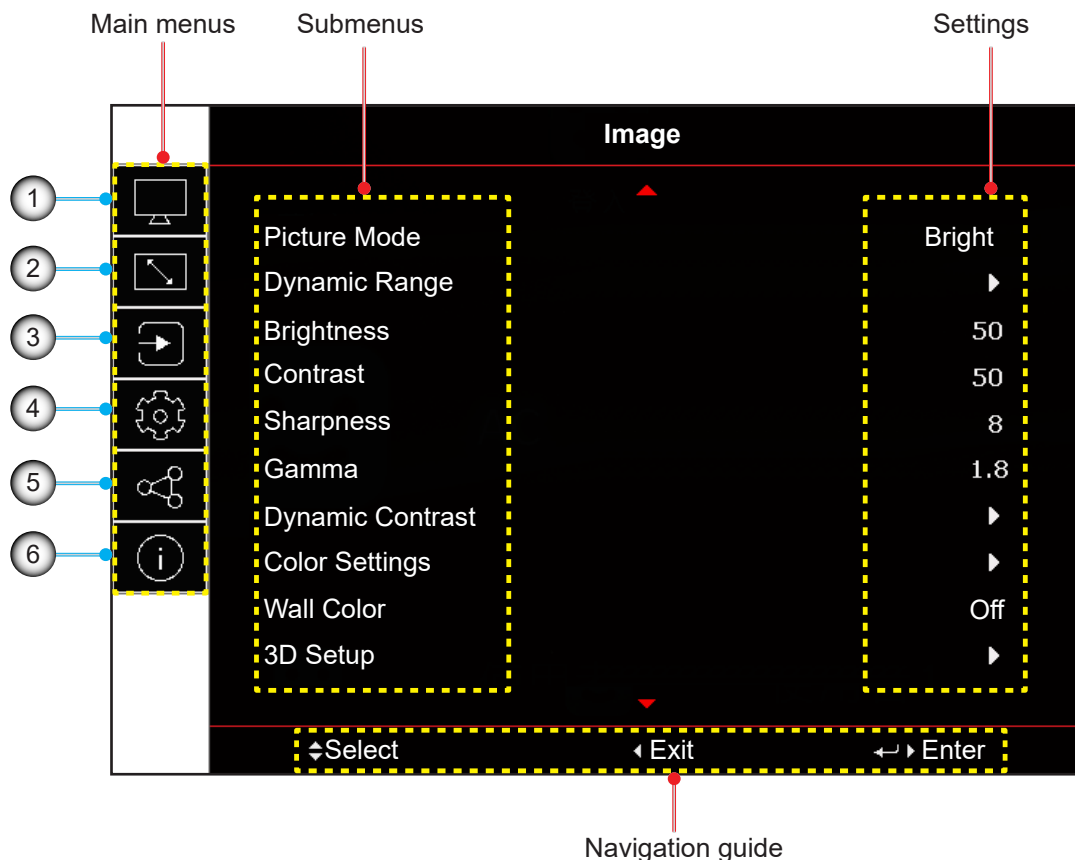 Main menus Submenus Settings
Image
1
2
3
4
5
6
i
Picture Mode Bright
Dynamic Range
Brightness 50
Contrast 50
Sharpness 8
Gamma 1.8
Dynamic Contrast
Color Settings
Wall Color Off
3D Setup
Select Exit Enter
Navigation guide